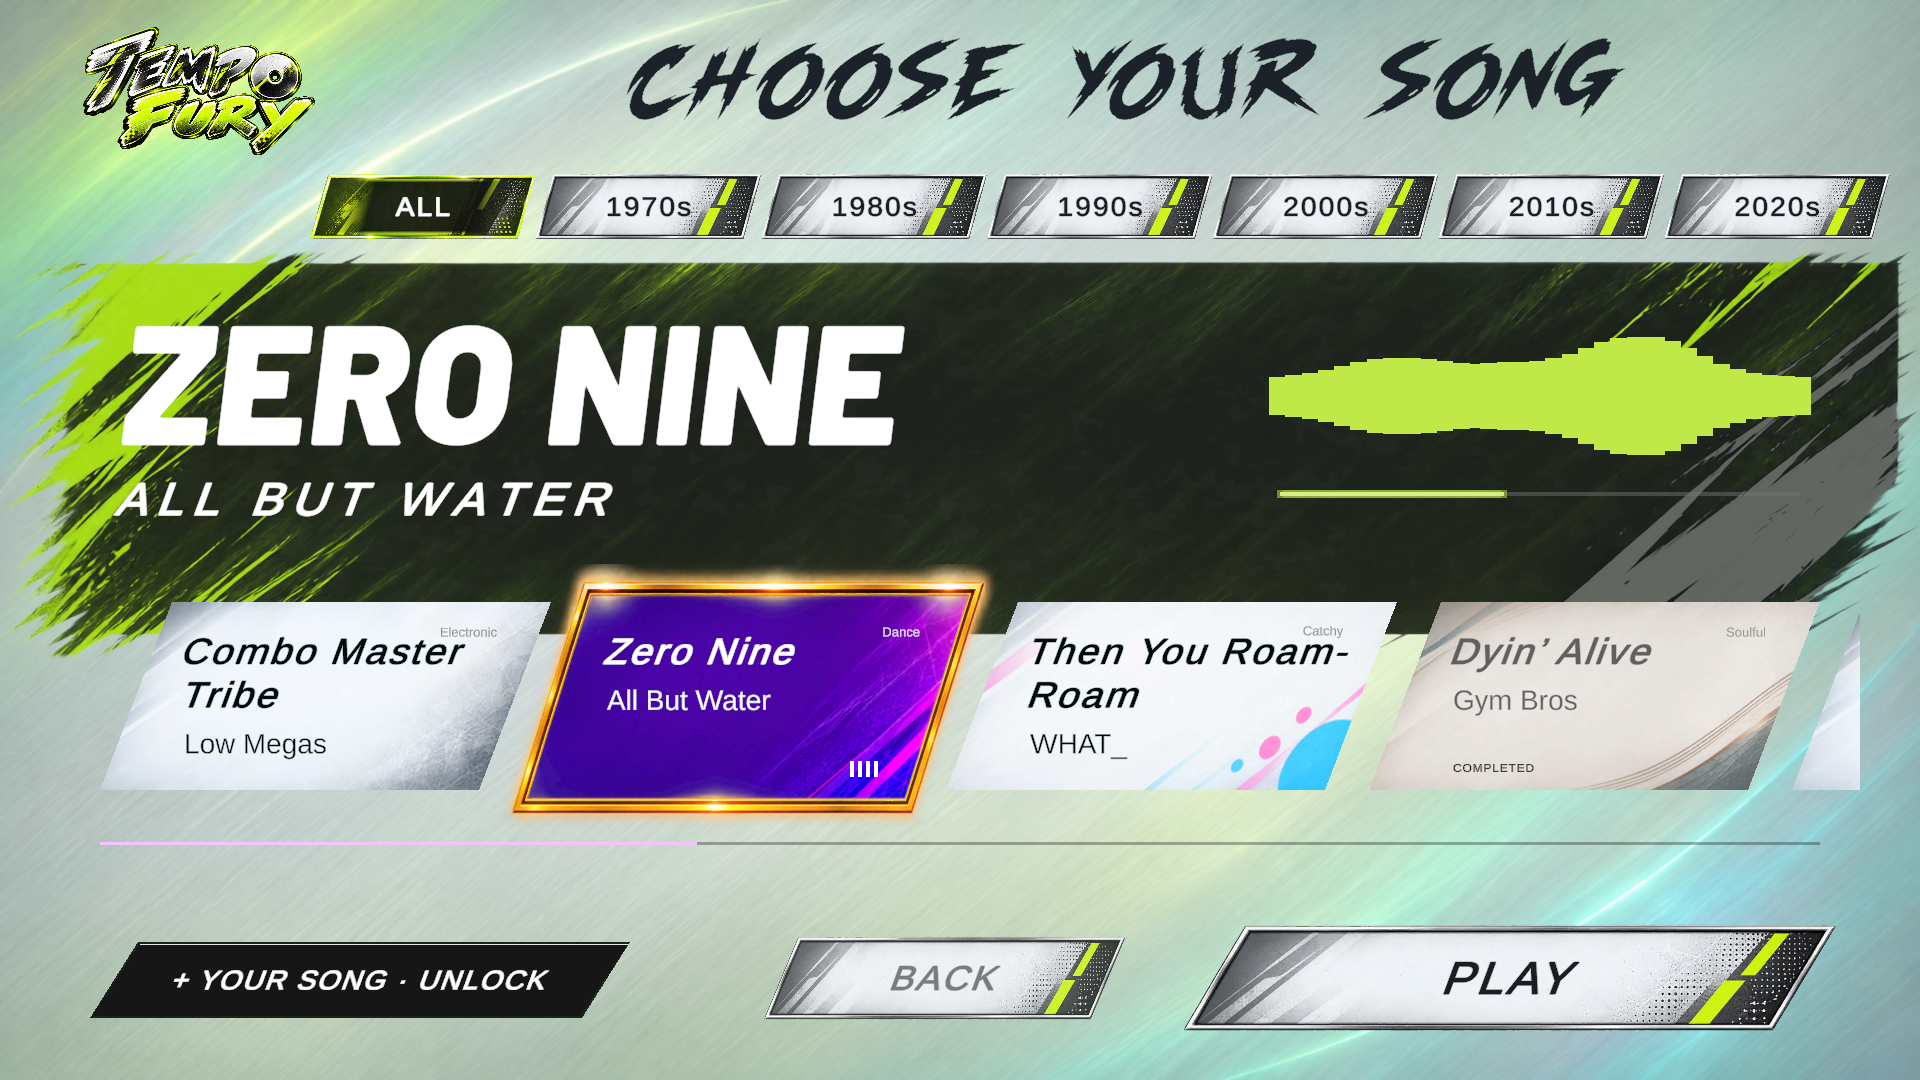 TEMPO
FURY
CHOOSE YOUR SONG
ALL
1970s
1980s
1990s
2000s
2010s
2020s
ZERO NINE
ALL BUT WATER
Electronic
Combo Master
Tribe
Low Megas
Dance
Zero Nine
All But Water
Catchy
Then You Roam-
Roam
WHAT_
Soulful
Dyin’ Alive
Gym Bros
COMPLETED
+ YOUR SONG · UNLOCK
BACK
PLAY